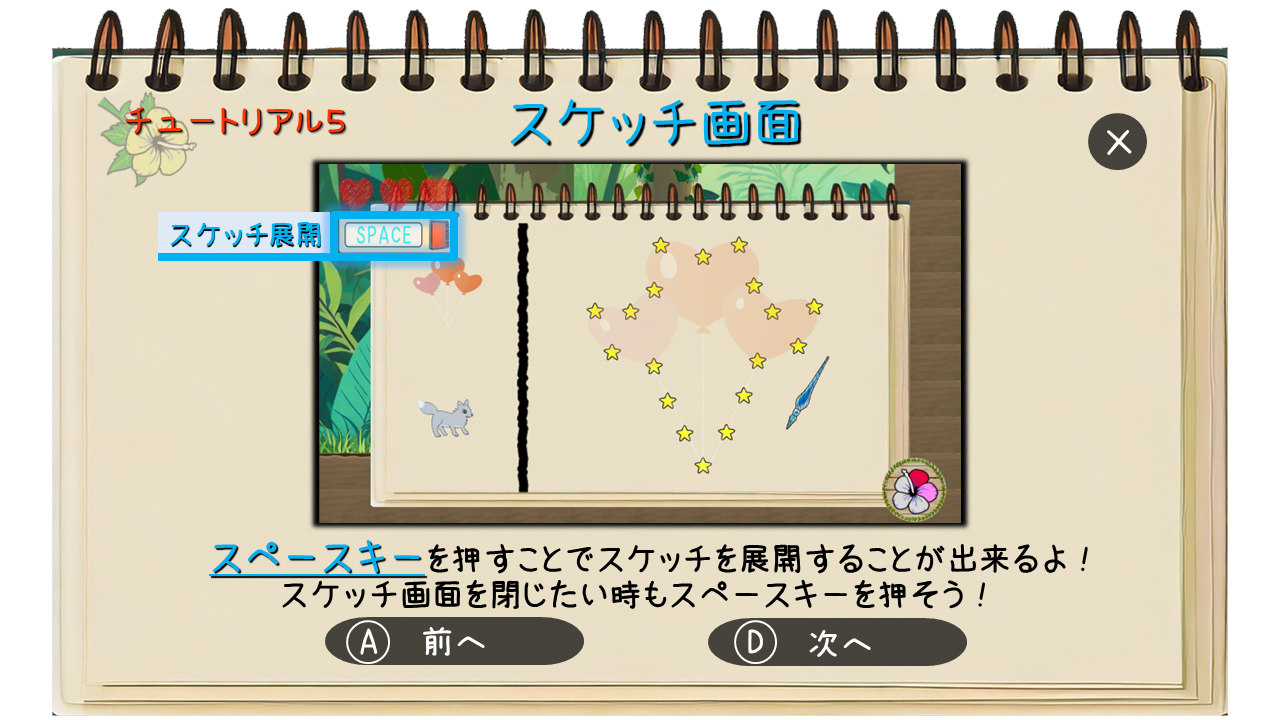 チュートリアル5
スケッチ画面
スケッチ展開 SPACE
スペースキーを押すことでスケッチを展開することが出来るよ！
スケッチ画面を閉じたい時もスペースキーを押そう！
A 前へ
D 次へ